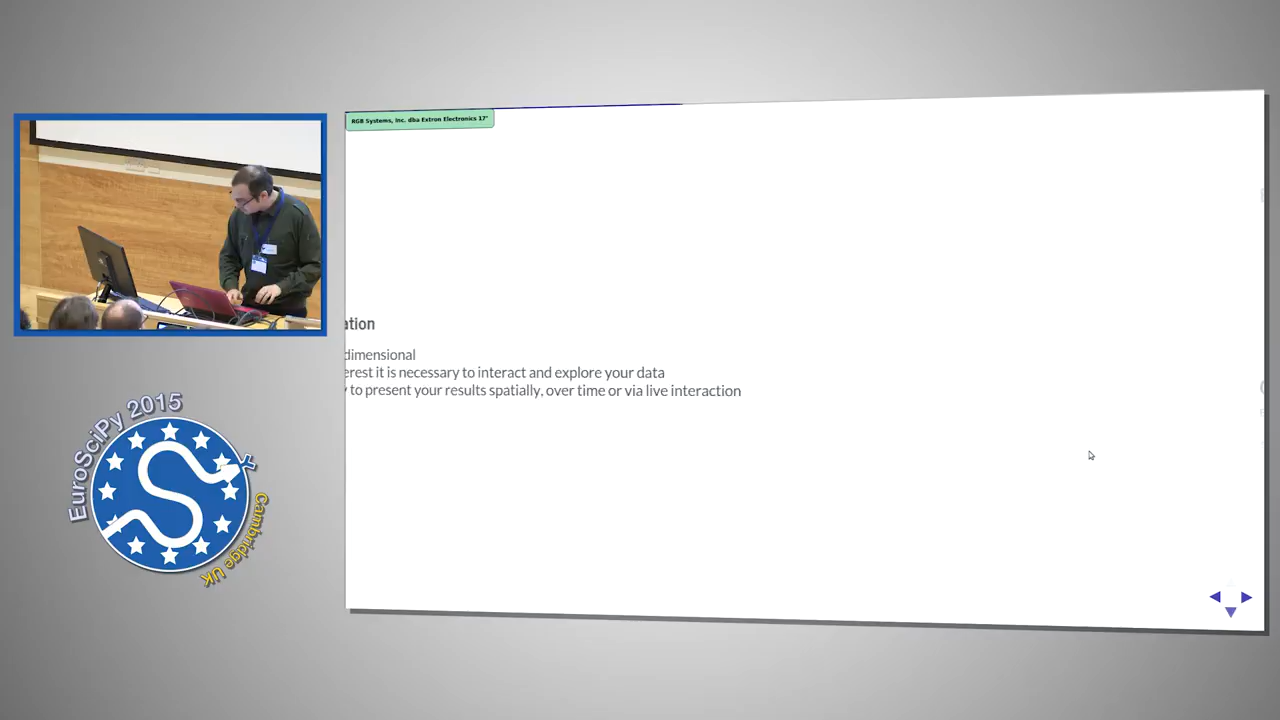 RGB Systems, Inc. dba Extron Electronics 17"
ation
dimensional
erest it is necessary to interact and explore your data
to present your results spatially, over time or via live interaction
EuroSciPy 2015
Cambridge UK